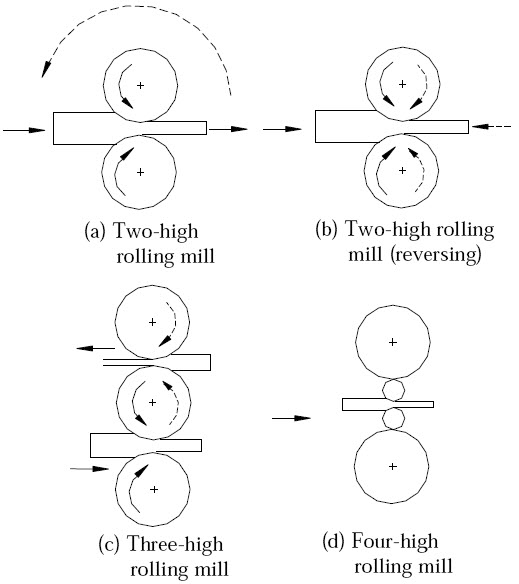 (a) Two-high
rolling mill
(b) Two-high rolling
mill (reversing)
(c) Three-high
rolling mill
(d) Four-high
rolling mill